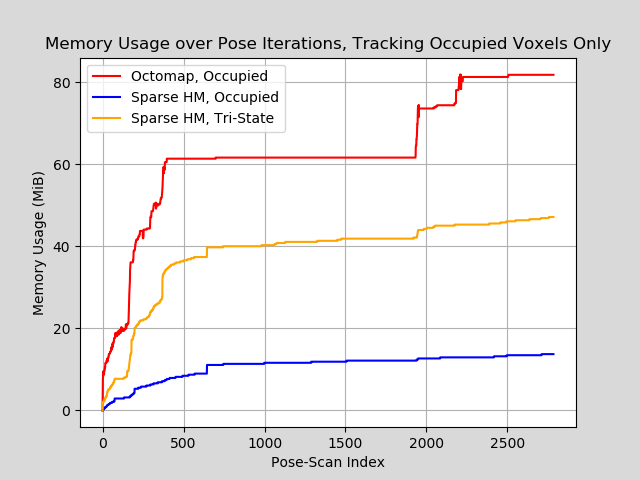 Memory Usage over Pose Iterations, Tracking Occupied Voxels Only
Octomap, Occupied
Sparse HM, Occupied
Sparse HM, Tri-State
Memory Usage (MiB)
80
60
40
20
0
0 500 1000 1500 2000 2500
Pose-Scan Index